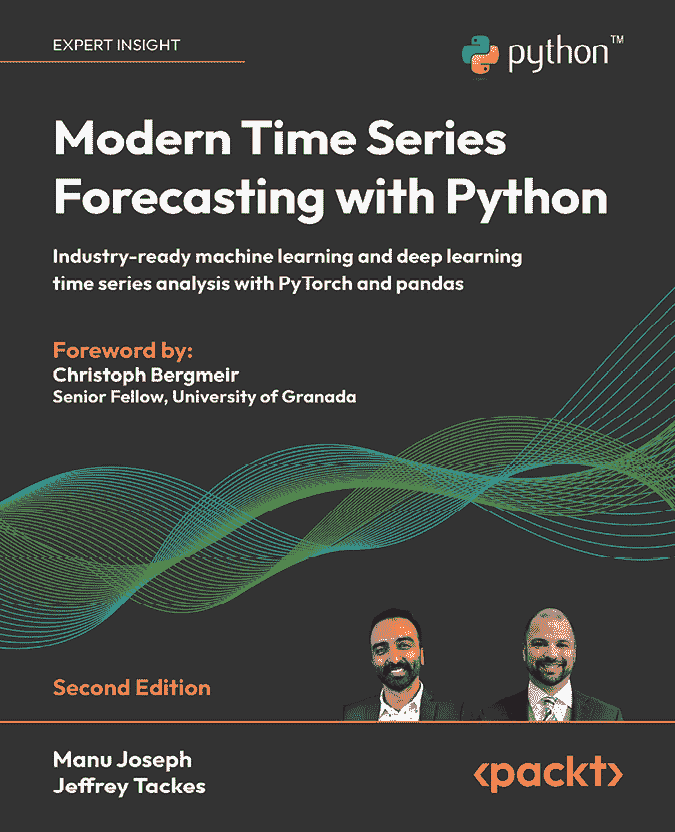 EXPERT INSIGHT
python™
Modern Time Series
Forecasting with Python
Industry-ready machine learning and deep learning
time series analysis with PyTorch and pandas
Foreword by:
Christoph Bergmeir
Senior Fellow, University of Granada
Second Edition
Manu Joseph
Jeffrey Tackes
<packt>